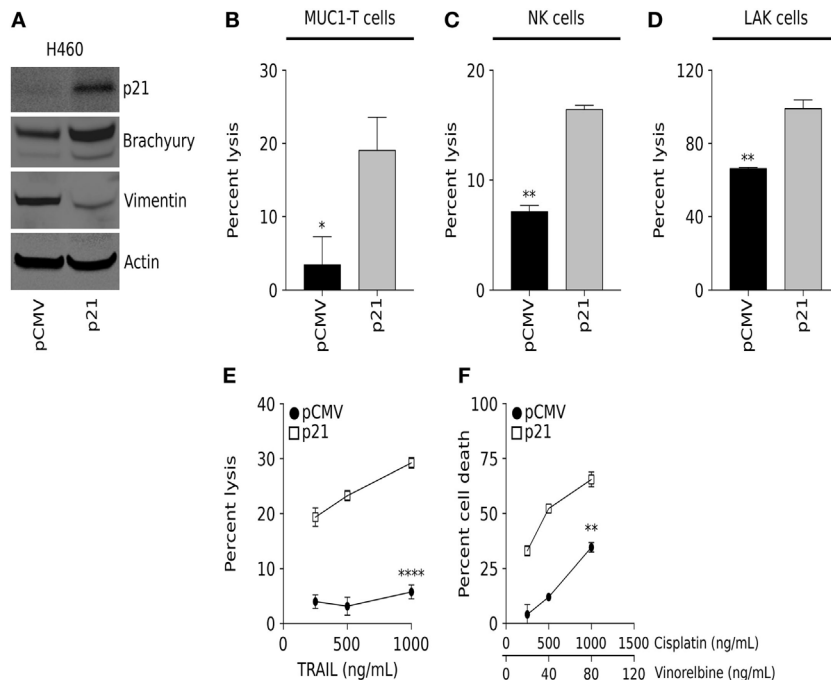 A
H460
p21
Brachyury
Vimentin
Actin
pCMV
p21
B
MUC1-T cells
Percent lysis
30
20
10
0
*
pCMV
p21
C
NK cells
Percent lysis
20
10
0
**
pCMV
p21
D
LAK cells
Percent lysis
120
100
80
60
40
0
**
pCMV
p21
E
Percent lysis
40
30
20
10
0
pCMV
p21
****
0 500 1000
TRAIL (ng/mL)
F
Percent cell death
100
75
50
25
0
pCMV
p21
**
0 500 1000 1500 Cisplatin (ng/mL)
0 40 80 120 Vinorelbine (ng/mL)